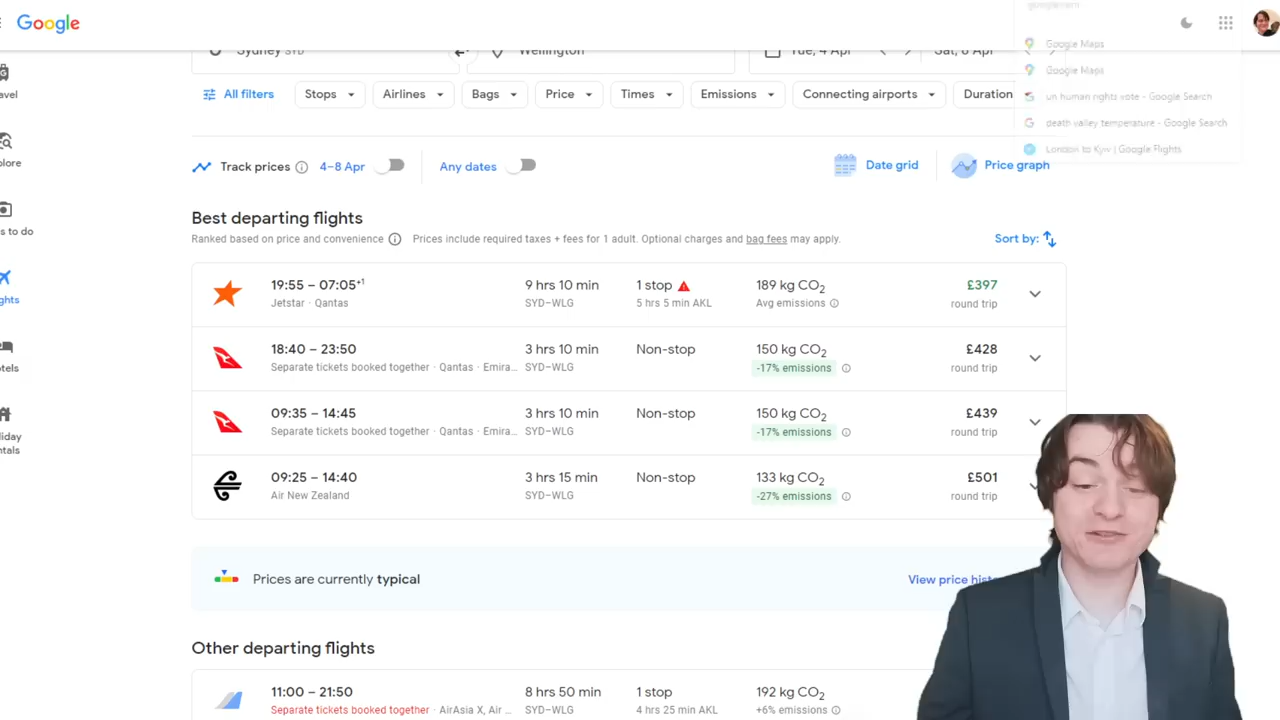 Google
Google Maps
Google Maps
un human rights vote - Google Search
death valley temperature - Google Search
London to Kyiv | Google Flights
Sydney SYD
Wellington
Tue, 4 Apr
Sat, 8 Apr
avel
plore
s to do
ghts
tels
liday
ntals
All filters
Stops
Airlines
Bags
Price
Times
Emissions
Connecting airports
Duration
Track prices
4–8 Apr
Any dates
Date grid
Price graph
Best departing flights
Ranked based on price and convenience Prices include required taxes + fees for 1 adult. Optional charges and bag fees may apply.
Sort by:
19:55 – 07:05+1
Jetstar · Qantas
9 hrs 10 min
SYD–WLG
1 stop
5 hrs 5 min AKL
189 kg CO2
Avg emissions
£397
round trip
18:40 – 23:50
Separate tickets booked together · Qantas · Emira...
3 hrs 10 min
SYD–WLG
Non-stop
150 kg CO2
-17% emissions
£428
round trip
09:35 – 14:45
Separate tickets booked together · Qantas · Emira...
3 hrs 10 min
SYD–WLG
Non-stop
150 kg CO2
-17% emissions
£439
round trip
09:25 – 14:40
Air New Zealand
3 hrs 15 min
SYD–WLG
Non-stop
133 kg CO2
-27% emissions
£501
round trip
Prices are currently typical
View price hist
Other departing flights
11:00 – 21:50
Separate tickets booked together · AirAsia X, Air ...
8 hrs 50 min
SYD–WLG
1 stop
4 hrs 25 min AKL
192 kg CO2
+6% emissions